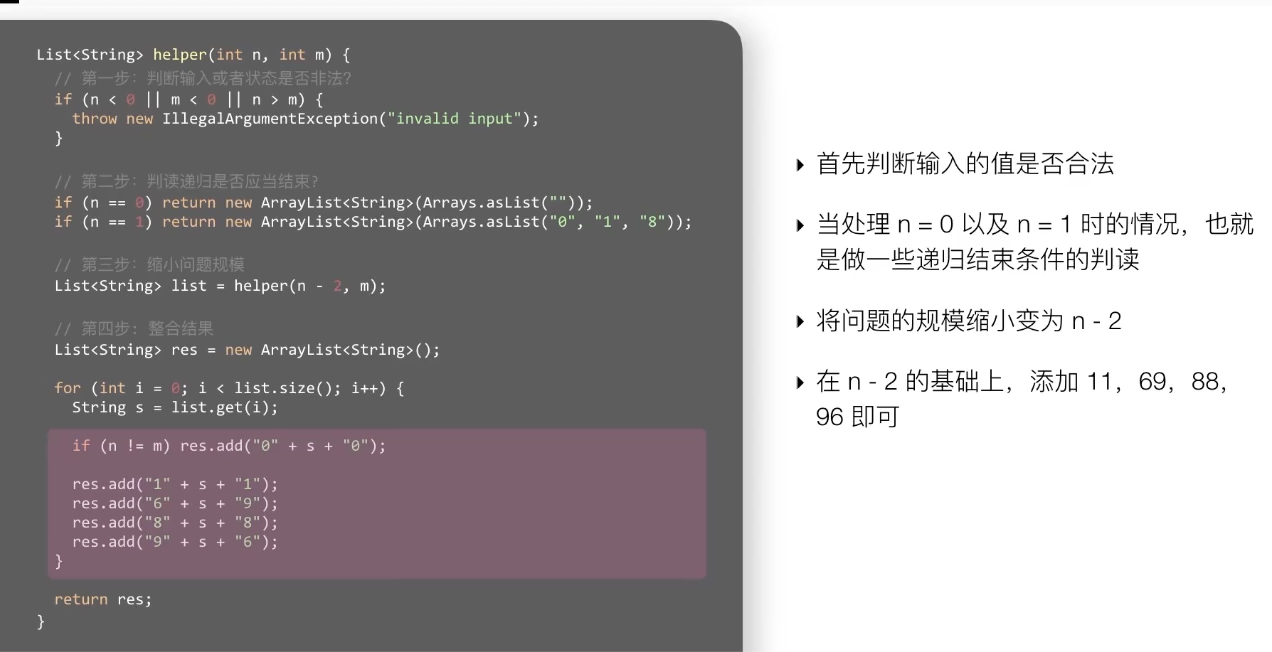 List<String> helper(int n, int m) {
// 第一步：判断输入或者状态是否非法?
if (n < 0 || m < 0 || n > m) {
throw new IllegalArgumentException("invalid input");
}
// 第二步：判读递归是否应当结束?
if (n == 0) return new ArrayList<String>(Arrays.asList(""));
if (n == 1) return new ArrayList<String>(Arrays.asList("0", "1", "8"));
// 第三步：缩小问题规模
List<String> list = helper(n - 2, m);
// 第四步：整合结果
List<String> res = new ArrayList<String>();
for (int i = 0; i < list.size(); i++) {
String s = list.get(i);
if (n != m) res.add("0" + s + "0");
res.add("1" + s + "1");
res.add("6" + s + "9");
res.add("8" + s + "8");
res.add("9" + s + "6");
}
return res;
}
首先判断输入的值是否合法
当处理 n = 0 以及 n = 1 时的情况，也就
是做一些递归结束条件的判读
将问题的规模缩小变为 n - 2
在 n - 2 的基础上，添加 11，69，88，
96 即可